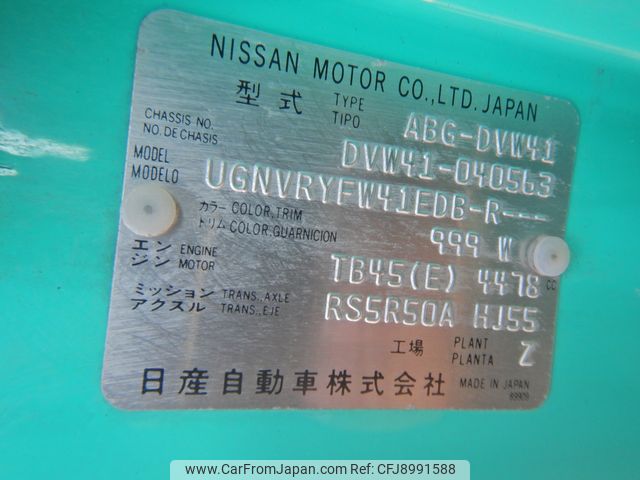 NISSAN MOTOR CO.,LTD. JAPAN
型式 TYPE TIPO ABG-DVW41
CHASSIS NO. NO. DE CHASIS DVW41-040563
MODEL MODELO UGNVRYFW41EDB-R---
カラー COLOR,TRIM
トリム COLOR,GUARNICION 999 W
エンジン ENGINE MOTOR TB45(E) 4478 CC
ミッション TRANS.,AXLE
アクスル TRANS.,EJE RS5R50A HJ55
工場 PLANT PLANTA Z
日産自動車株式会社 MADE IN JAPAN
89909
www.CarFromJapan.com - Reference No. CFJ8991588